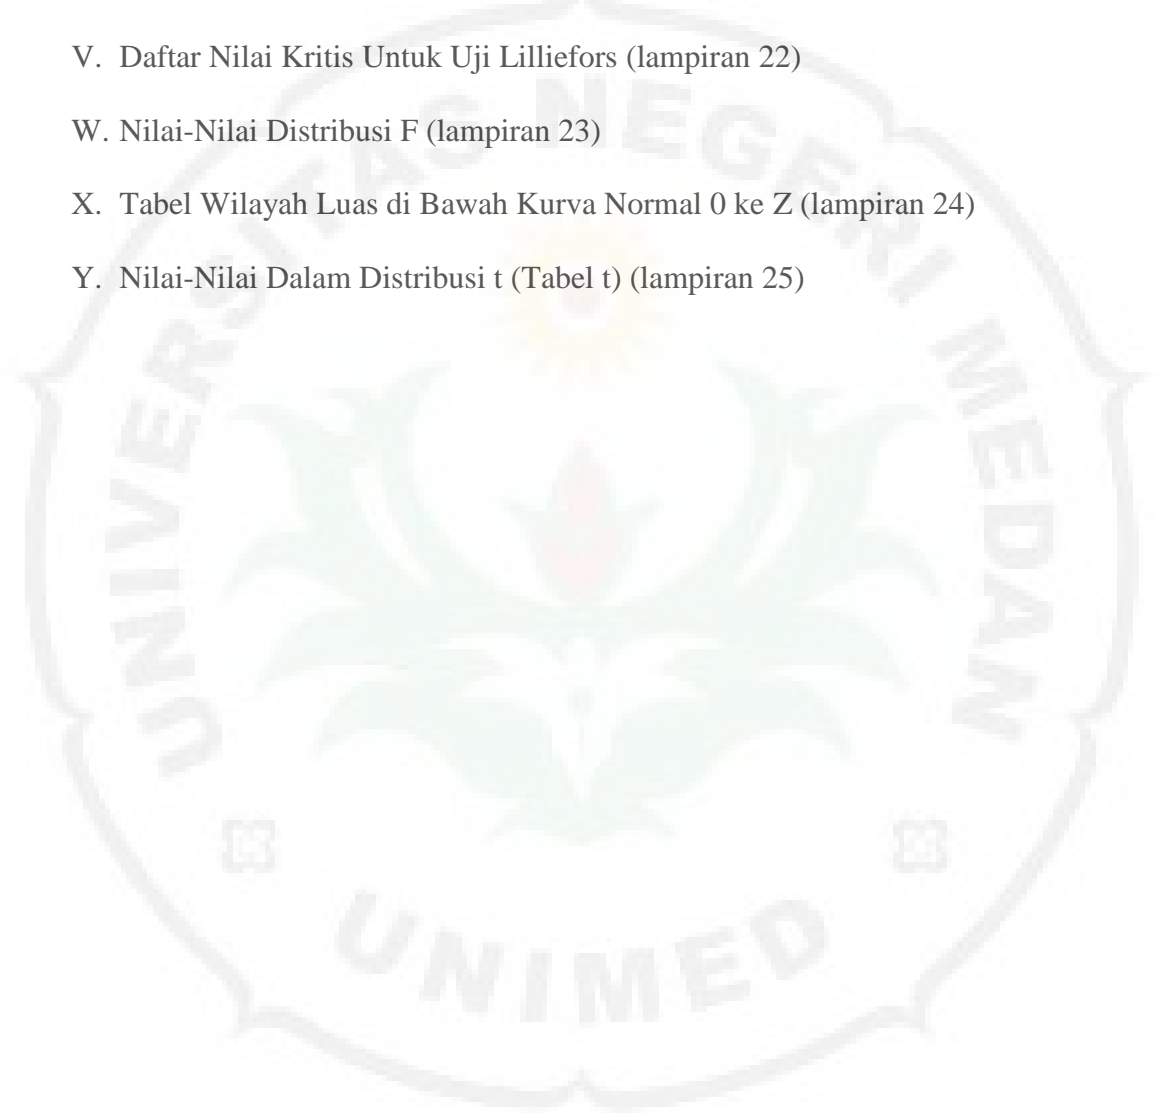 V. Daftar Nilai Kritis Untuk Uji Lilliefors (lampiran 22)
W. Nilai-Nilai Distribusi F (lampiran 23)
X. Tabel Wilayah Luas di Bawah Kurva Normal 0 ke Z (lampiran 24)
Y. Nilai-Nilai Dalam Distribusi t (Tabel t) (lampiran 25)
UNIVERSITAS NEGERI MEDAN
UNIMED